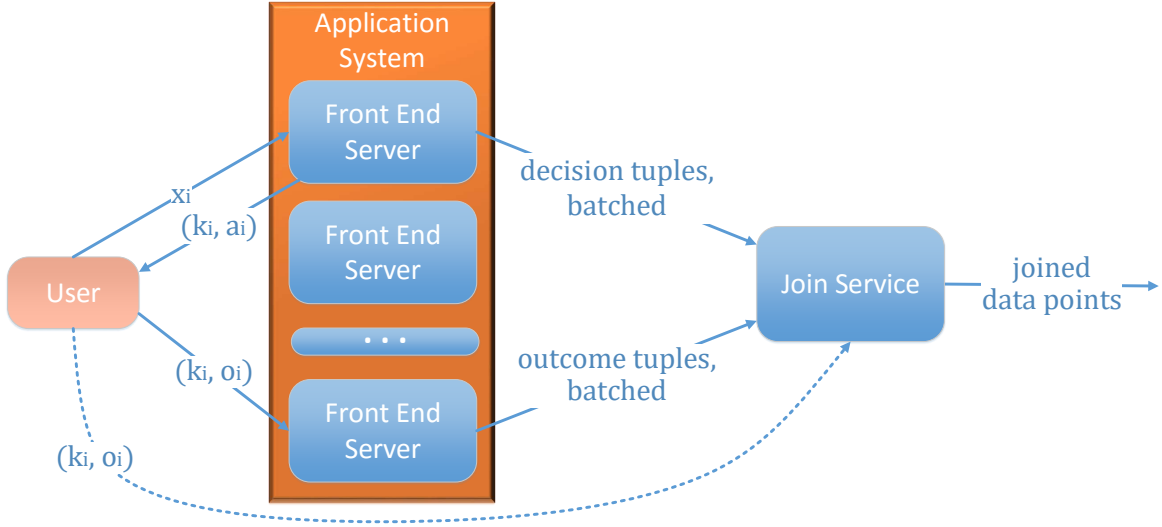 Application
System
Front End
Server
decision tuples,
batched
xi
(ki, ai)
Front End
Server
User
Join Service
joined
data points
...
(ki, oi)
outcome tuples,
batched
Front End
Server
(ki, oi)